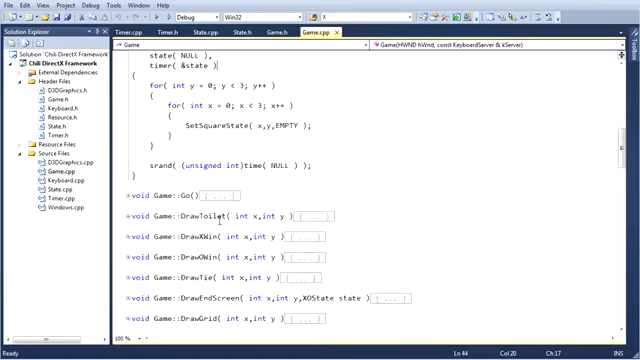 File Edit View Project Build Debug Team Data Tools Test Window Help
Debug Win32 X
Solution Explorer
Timer.cpp Timer.h State.cpp State.h Game.h Game.cpp
Game Game(HWND hWnd, const KeyboardServer & kServer)
Solution 'Chili DirectX Framework'
Chili DirectX Framework
External Dependencies
Header Files
D3DGraphics.h
Game.h
Keyboard.h
Resource.h
State.h
Timer.h
Resource Files
Source Files
D3DGraphics.cpp
Game.cpp
Keyboard.cpp
State.cpp
Timer.cpp
Windows.cpp
state( NULL ),
timer( &state )
{
for( int y = 0; y < 3; y++ )
{
for( int x = 0; x < 3; x++ )
{
SetSquareState( x,y,EMPTY );
}
}
srand( (unsigned int)time( NULL ) );
}
void Game::Go() { ... }
void Game::DrawToilet( int x,int y ) { ... }
void Game::DrawXWin( int x,int y ) { ... }
void Game::DrawOWin( int x,int y ) { ... }
void Game::DrawTie( int x,int y ) { ... }
void Game::DrawEndScreen( int x,int y,XOState state ) { ... }
void Game::DrawGrid( int x,int y ) { ... }
100 %
Ln 44 Col 20 Ch 17 INS
Toolbox